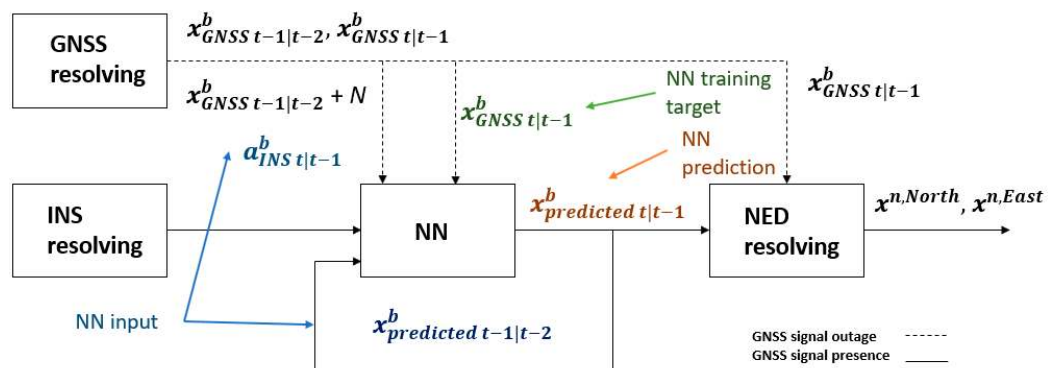 GNSS
resolving
x^b_{GNSS t−1|t−2}, x^b_{GNSS t|t−1}
x^b_{GNSS t−1|t−2} + N
x^b_{GNSS t|t−1}
NN training
target
x^b_{GNSS t|t−1}
a^b_{INS t|t−1}
NN
prediction
INS
resolving
NN
x^b_{predicted t|t−1}
NED
resolving
x^{n,North}, x^{n,East}
NN input
x^b_{predicted t−1|t−2}
GNSS signal outage
GNSS signal presence